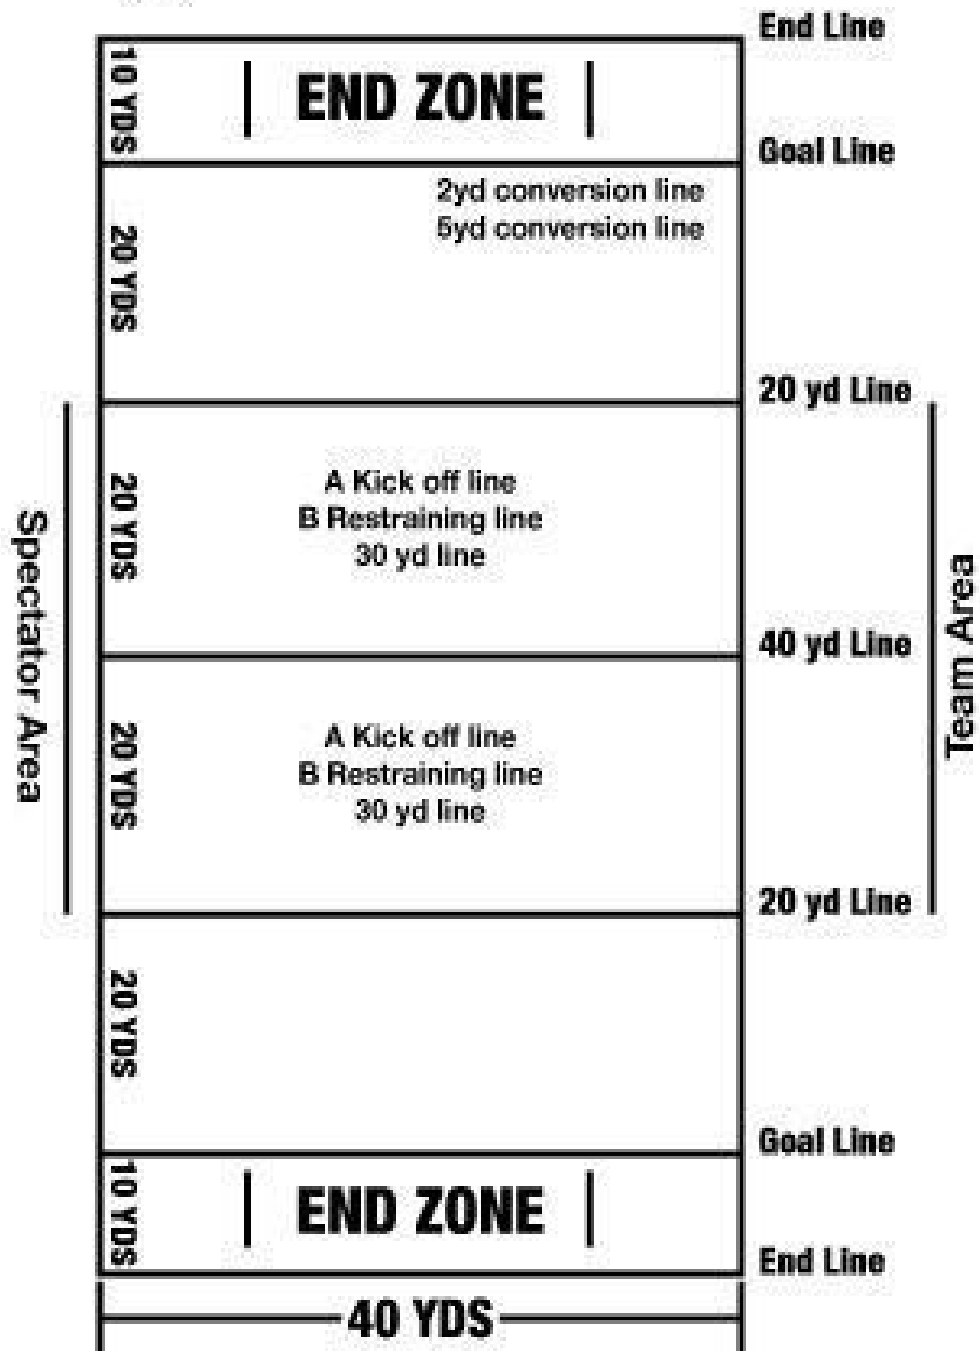 End Line
10 YDS
END ZONE
Goal Line
2yd conversion line
5yd conversion line
20 YDS
20 yd Line
A Kick off line
B Restraining line
30 yd line
20 YDS
Spectator Area
Team Area
40 yd Line
A Kick off line
B Restraining line
30 yd line
20 YDS
20 yd Line
20 YDS
Goal Line
10 YDS
END ZONE
End Line
40 YDS